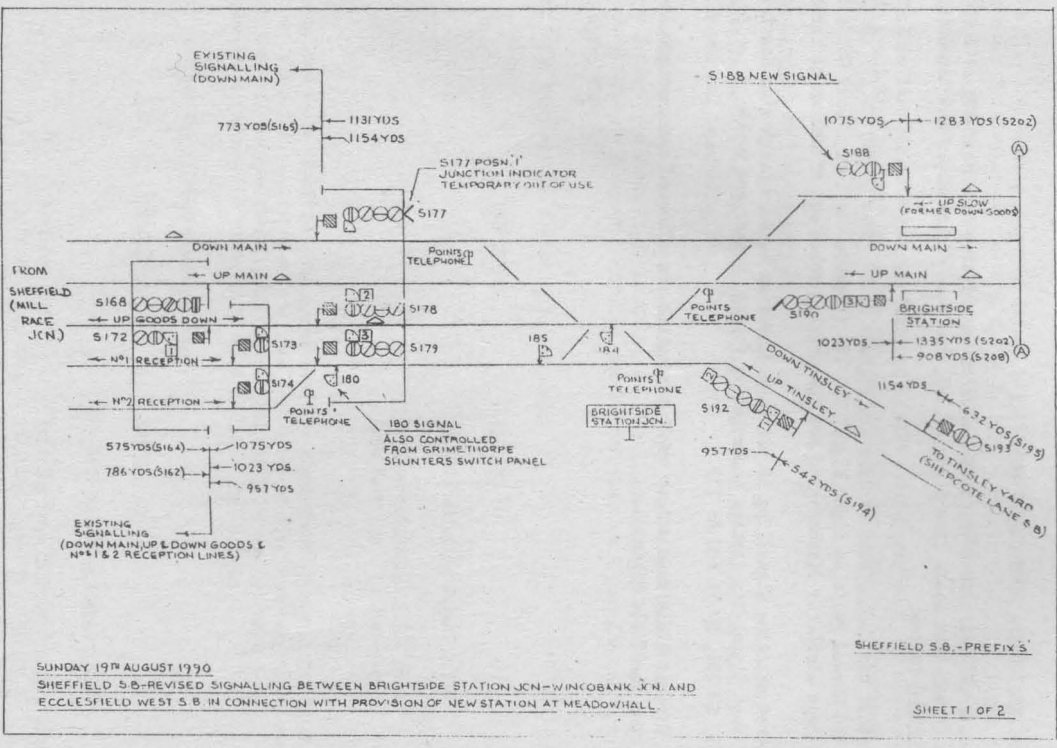 EXISTING
SIGNALLING
(DOWN MAIN)
773 YDS(S165)
1131 YDS
1154 YDS
S177 POSN. '1'
JUNCTION INDICATOR
TEMPORARY OUT OF USE
S177
S188 NEW SIGNAL
1075 YDS
1283 YDS (S202)
S188
A
UP SLOW
(FORMER DOWN GOODS)
DOWN MAIN
POINTS
TELEPHONE
DOWN MAIN
UP MAIN
UP MAIN
FROM
SHEFFIELD
(MILL
RACE
JCN.)
S168
UP GOODS DOWN
S172
1
Nº1 RECEPTION
Nº2 RECEPTION
S173
S174
2
S178
3
S179
180
POINTS
TELEPHONE
185
184
POINTS
TELEPHONE
POINTS
TELEPHONE
S190
3
BRIGHTSIDE
STATION
1023 YDS
1335 YDS (S202)
908 YDS (S208)
A
DOWN TINSLEY
UP TINSLEY
1154 YDS
632 YDS (S195)
S193
TO TINSLEY YARD
(SHEPCOTE LANE S.B)
S192
957 YDS
542 YDS (S194)
BRIGHTSIDE
STATION JCN.
180 SIGNAL
ALSO CONTROLLED
FROM GRIMETHORPE
SHUNTERS SWITCH PANEL
575 YDS(S164)
1075 YDS
786 YDS(S162)
1023 YDS.
957 YDS
EXISTING
SIGNALLING
(DOWN MAIN, UP & DOWN GOODS &
Nºs 1 & 2 RECEPTION LINES)
SHEFFIELD S.B.-PREFIX 'S'
SUNDAY 19TH AUGUST 1990
SHEFFIELD S.B-REVISED SIGNALLING BETWEEN BRIGHTSIDE STATION JCN-WINCOBANK JCN. AND
ECCLESFIELD WEST S.B. IN CONNECTION WITH PROVISION OF NEW STATION AT MEADOWHALL.
SHEET 1 OF 2